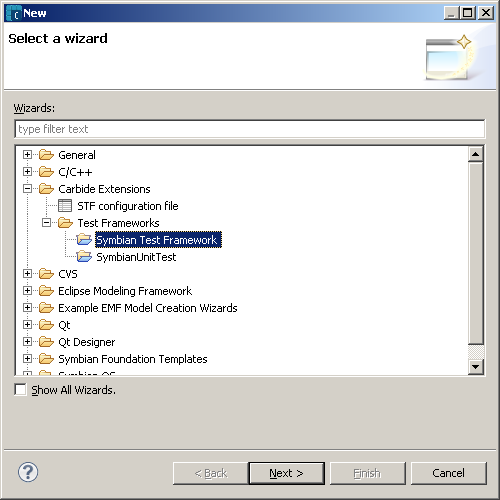 New
Select a wizard
Wizards:
type filter text
General
C/C++
Carbide Extensions
STF configuration file
Test Frameworks
Symbian Test Framework
SymbianUnitTest
CVS
Eclipse Modeling Framework
Example EMF Model Creation Wizards
Qt
Qt Designer
Symbian Foundation Templates
Symbian OS
Show All Wizards.
< Back
Next >
Finish
Cancel